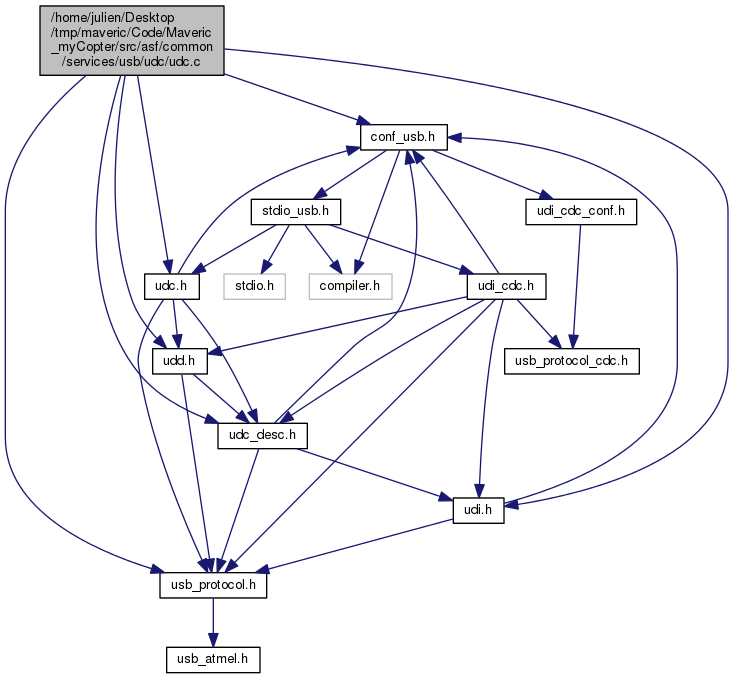 /home/julien/Desktop
/tmp/maveric/Code/Maveric
_myCopter/src/asf/common
/services/usb/udc/udc.c
conf_usb.h
stdio_usb.h
udi_cdc_conf.h
udc.h
stdio.h
compiler.h
udi_cdc.h
udd.h
usb_protocol_cdc.h
udc_desc.h
udi.h
usb_protocol.h
usb_atmel.h